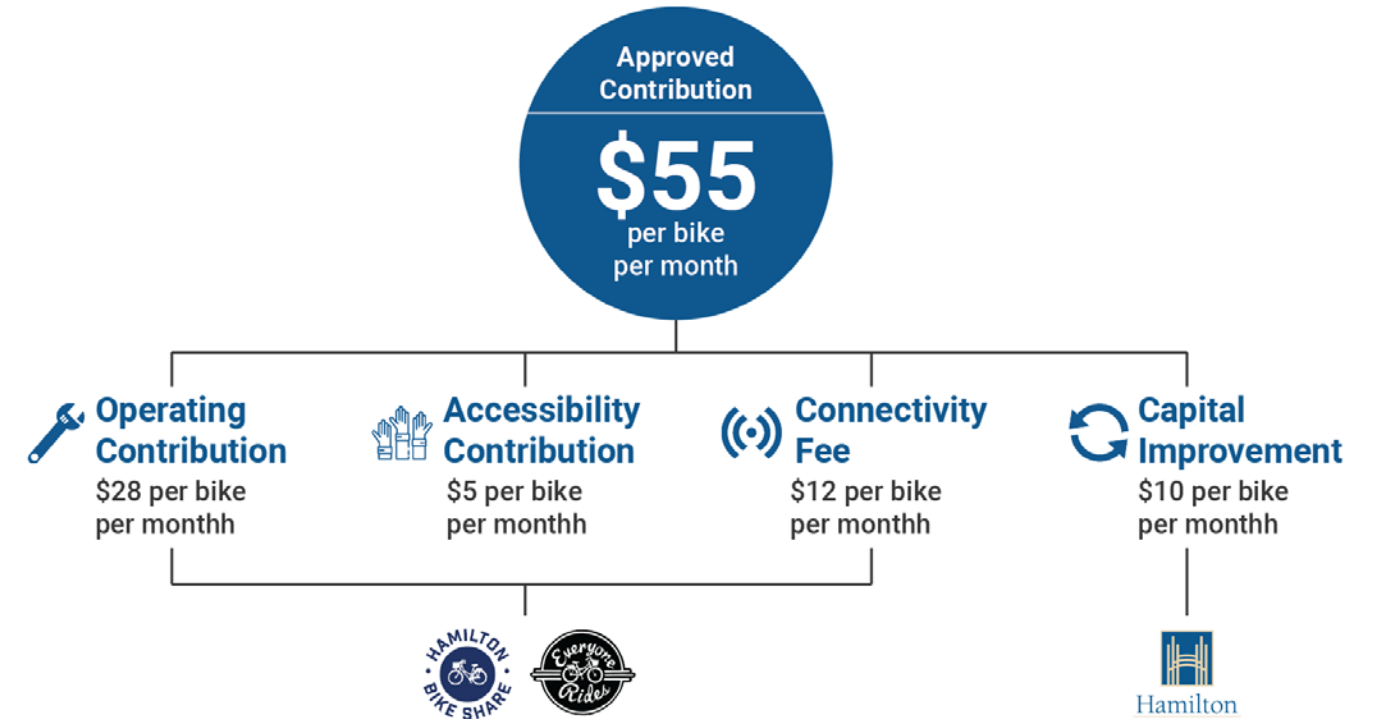 Approved
Contribution
$55
per bike
per month
Operating
Contribution
$28 per bike
per monthh
Accessibility
Contribution
$5 per bike
per monthh
Connectivity
Fee
$12 per bike
per monthh
Capital
Improvement
$10 per bike
per monthh
HAMILTON
BIKE SHARE
Everyone
Rides
Hamilton